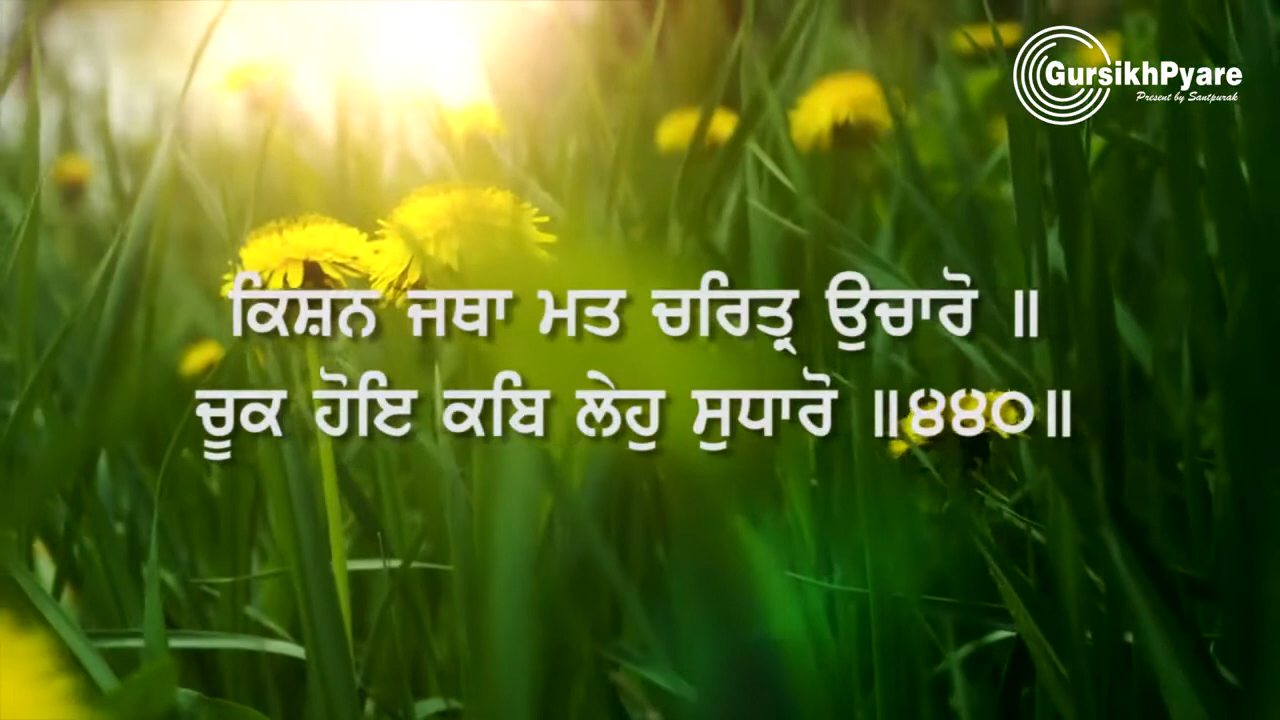 GursikhPyare
Present by Santpurak
ਕਿਸ਼ਨ ਜਥਾ ਮਤ ਚਰਿਤ੍ਰ ਉਚਾਰੋ ॥
ਚੂਕ ਹੋਇ ਕਬਿ ਲੇਹੁ ਸੁਧਾਰੋ ॥੪੪੦॥